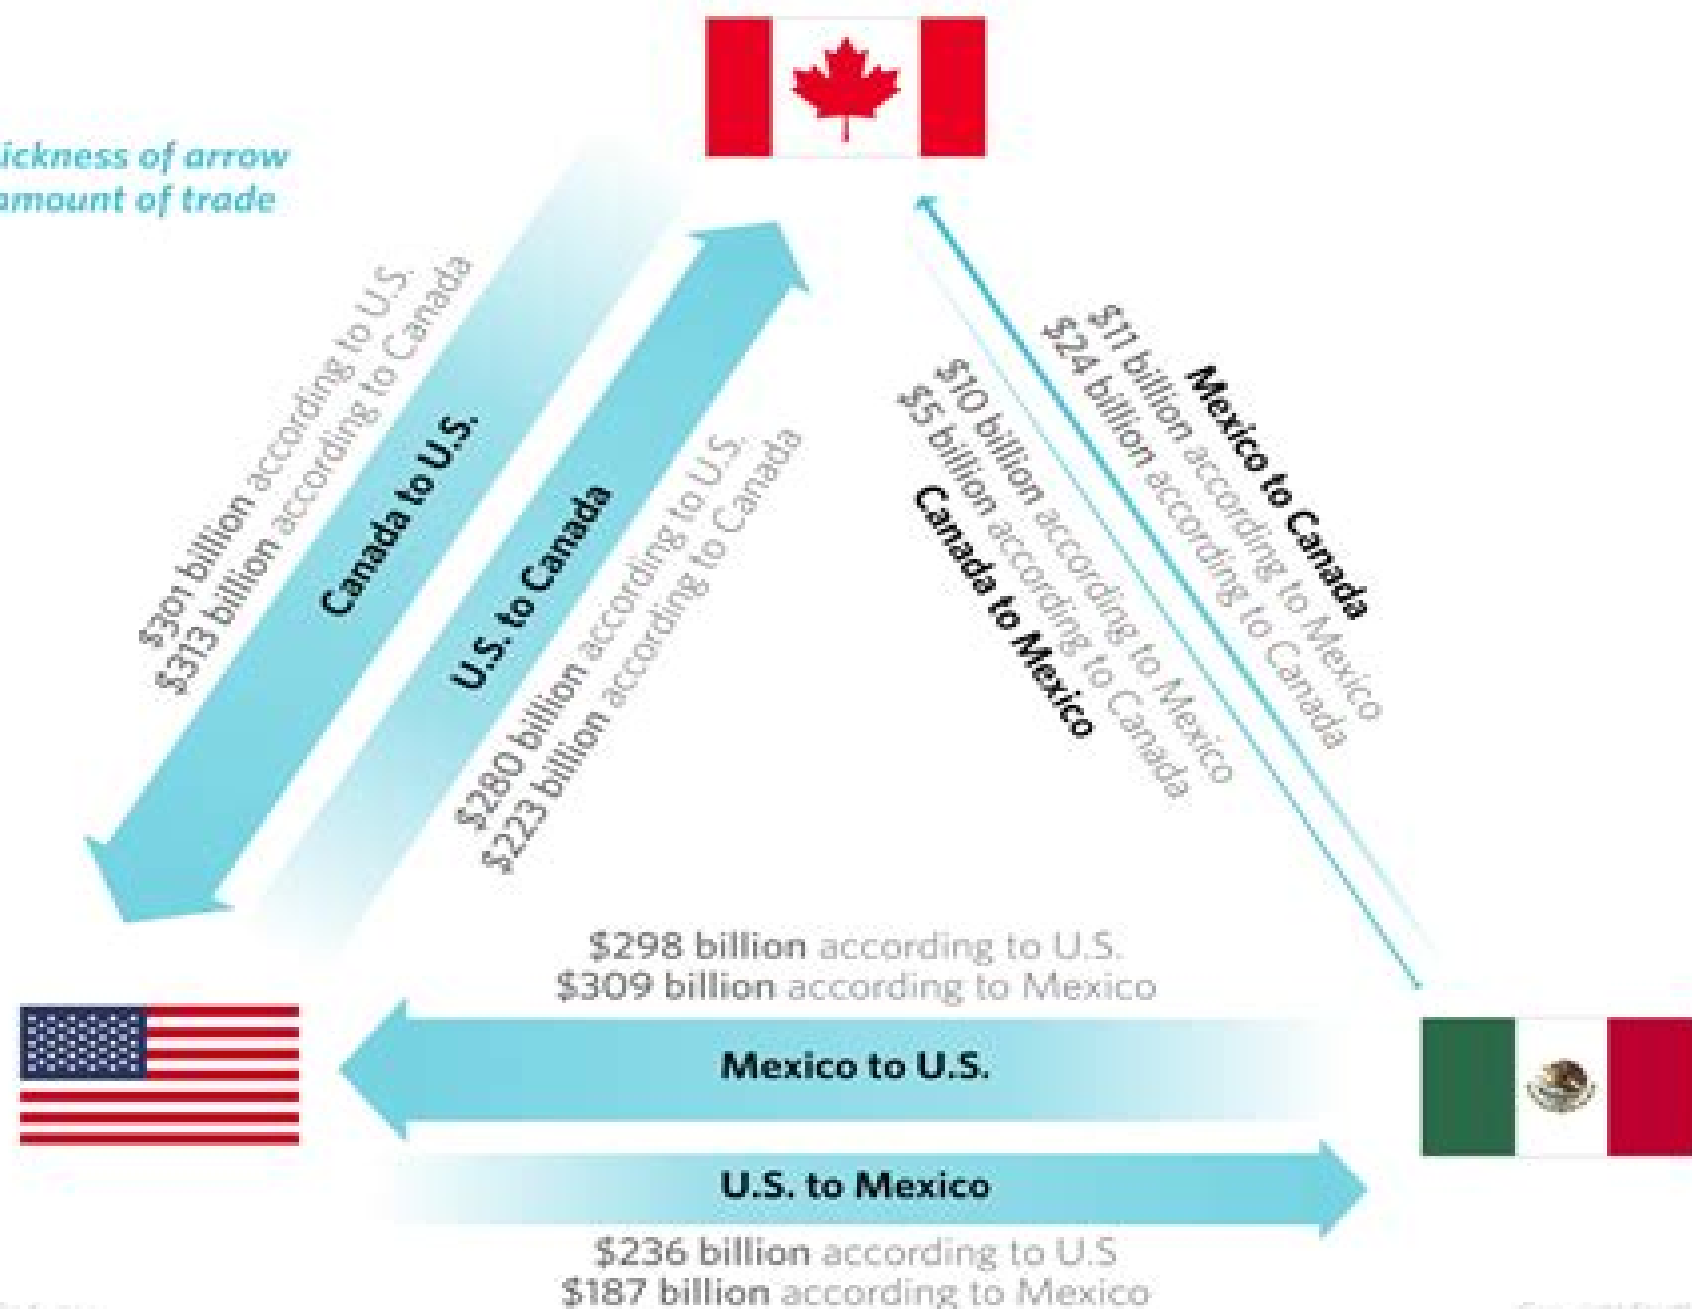 ickness of arrow
amount of trade
$301 billion according to U.S.
$313 billion according to Canada
Canada to U.S.
U.S. to Canada
$280 billion according to U.S.
$223 billion according to Canada
Mexico to Canada
$11 billion according to Mexico
$24 billion according to Canada
$10 billion according to Mexico
$5 billion according to Canada
Canada to Mexico
$298 billion according to U.S.
$309 billion according to Mexico
Mexico to U.S.
U.S. to Mexico
$236 billion according to U.S
$187 billion according to Mexico